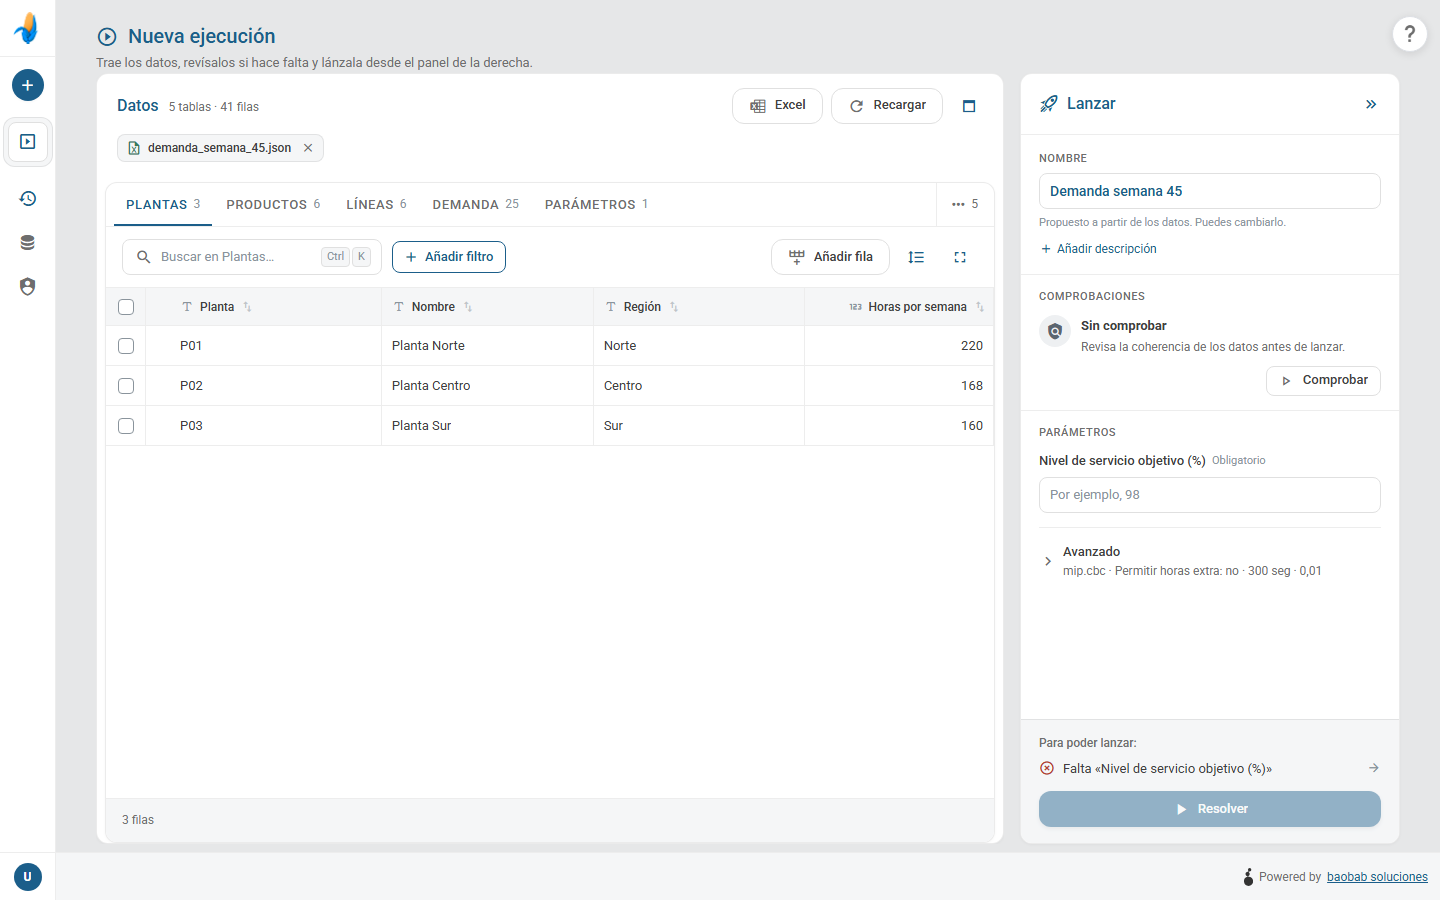 Nueva ejecución
Trae los datos, revísalos si hace falta y lánzala desde el panel de la derecha.
?
Datos 5 tablas · 41 filas
Excel
Recargar
demanda_semana_45.json
PLANTAS 3
PRODUCTOS 6
LÍNEAS 6
DEMANDA 25
PARÁMETROS 1
5
Buscar en Plantas...
Ctrl K
Añadir filtro
Añadir fila
Planta
Nombre
Región
123 Horas por semana
P01 Planta Norte Norte 220
P02 Planta Centro Centro 168
P03 Planta Sur Sur 160
3 filas
Lanzar
NOMBRE
Demanda semana 45
Propuesto a partir de los datos. Puedes cambiarlo.
Añadir descripción
COMPROBACIONES
Sin comprobar
Revisa la coherencia de los datos antes de lanzar.
Comprobar
PARÁMETROS
Nivel de servicio objetivo (%) Obligatorio
Por ejemplo, 98
Avanzado
mip.cbc · Permitir horas extra: no · 300 seg · 0,01
Para poder lanzar:
Falta «Nivel de servicio objetivo (%)»
Resolver
U
Powered by baobab soluciones